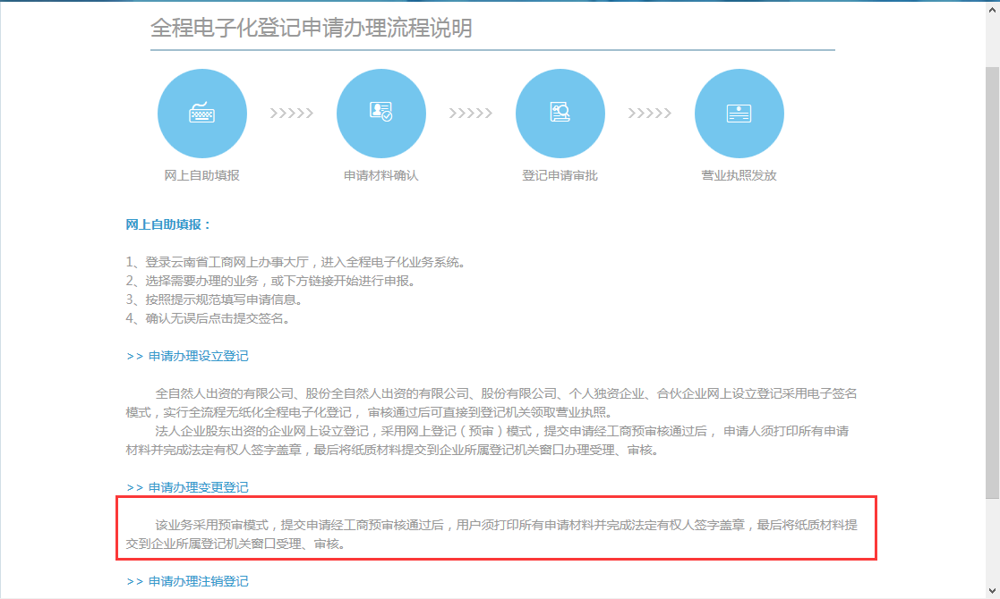 全程电子化登记申请办理流程说明
网上自助填报
申请材料确认
登记申请审批
营业执照发放
网上自助填报：
1、登录云南省工商网上办事大厅，进入全程电子化业务系统。
2、选择需要办理的业务，或下方链接开始进行申报。
3、按照提示规范填写申请信息。
4、确认无误后点击提交签名。
>> 申请办理设立登记
全自然人出资的有限公司、股份全自然人出资的有限公司、股份有限公司、个人独资企业、合伙企业网上设立登记采用电子签名
模式，实行全流程无纸化全程电子化登记， 审核通过后可直接到登记机关领取营业执照。
法人企业股东出资的企业网上设立登记，采用网上登记（预审）模式，提交申请经工商预审核通过后， 申请人须打印所有申请
材料并完成法定有权人签字盖章，最后将纸质材料提交到企业所属登记机关窗口办理受理、审核。
>> 申请办理变更登记
该业务采用预审模式，提交申请经工商预审核通过后，用户须打印所有申请材料并完成法定有权人签字盖章，最后将纸质材料提
交到企业所属登记机关窗口受理、审核。
>> 申请办理注销登记